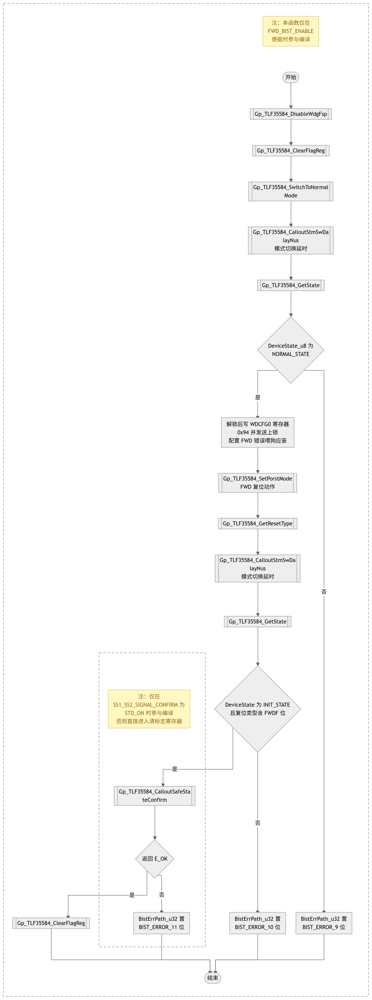 注：本函数仅在
FWD_BIST_ENABLE
使能时参与编译
开始
Gp_TLF35584_DisableWdgFsp
Gp_TLF35584_ClearFlagReg
Gp_TLF35584_SwitchToNormal
Mode
Gp_TLF35584_CalloutStmSwDa
layNus
模式切换延时
Gp_TLF35584_GetState
DeviceState_u8 为
NORMAL_STATE
是
解锁后写 WDCFG0 寄存器
0x94 并发送上锁
配置 FWD 错误喂狗应答
Gp_TLF35584_SetPorstMode
FWD 复位动作
Gp_TLF35584_GetResetType
Gp_TLF35584_CalloutStmSwDa
layNus
模式切换延时
否
Gp_TLF35584_GetState
注：仅在
SS1_SS2_SIGNAL_CONFIRM 为
STD_ON 时参与编译
否则直接进入清标志寄存器
DeviceState 为 INIT_STATE
且复位类型含 FWDF 位
是
Gp_TLF35584_CalloutSafeSta
teConfirm
否
返回 E_OK
是
否
Gp_TLF35584_ClearFlagReg
BistErrPath_u32 置
BIST_ERROR_11 位
BistErrPath_u32 置
BIST_ERROR_10 位
BistErrPath_u32 置
BIST_ERROR_9 位
结束